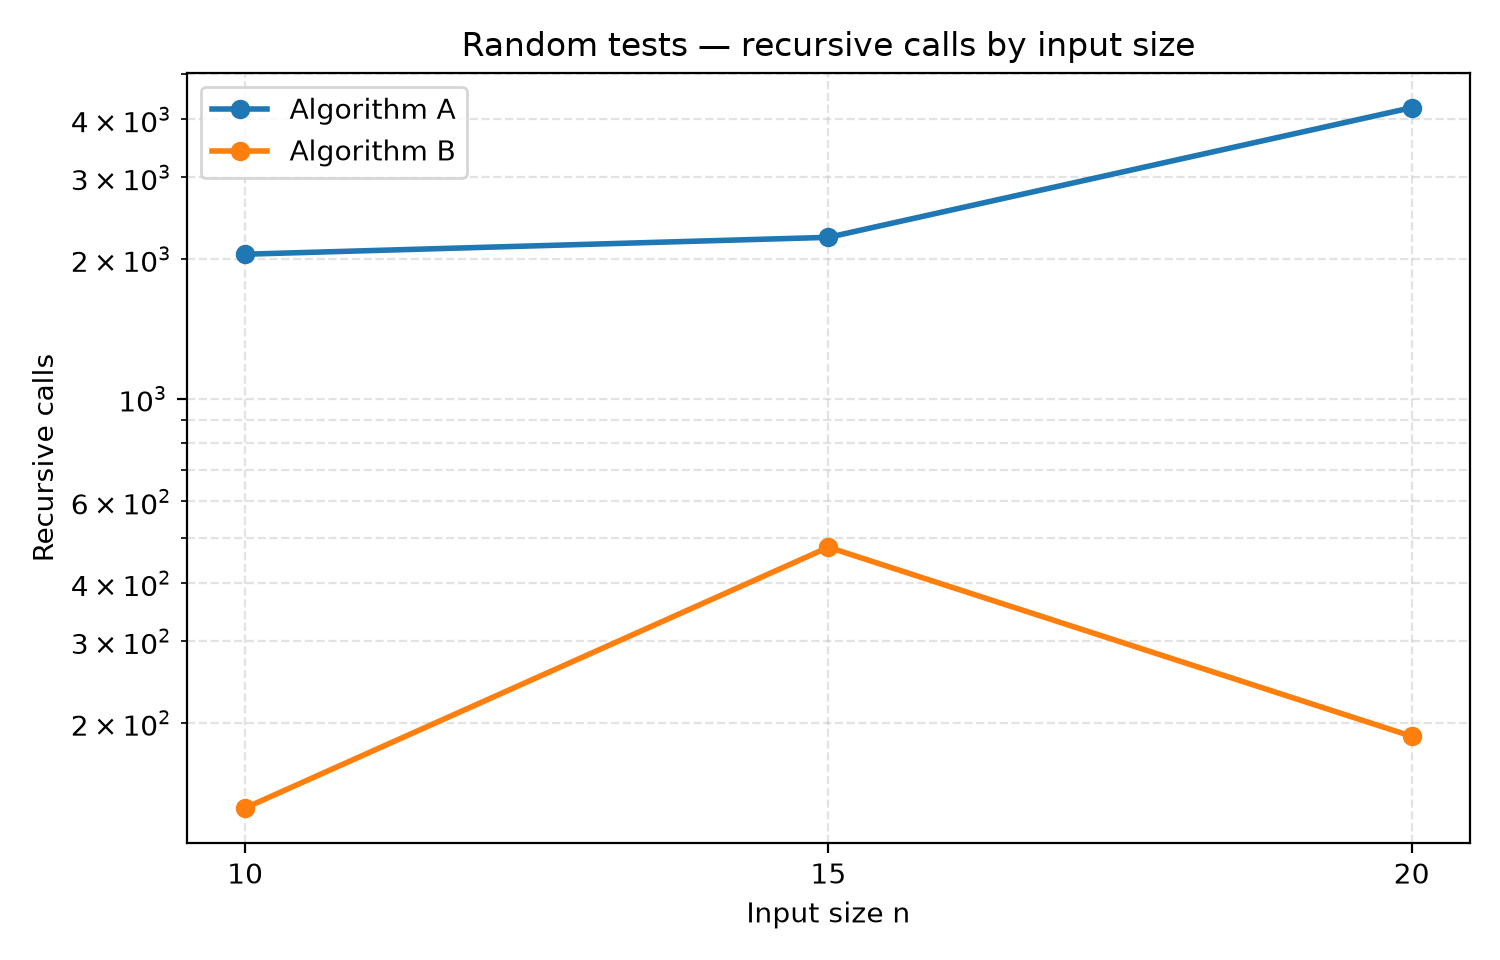 Random tests — recursive calls by input size
Algorithm A
Algorithm B
4 × 10³
3 × 10³
2 × 10³
10³
6 × 10²
4 × 10²
3 × 10²
2 × 10²
Recursive calls
10 15 20
Input size n